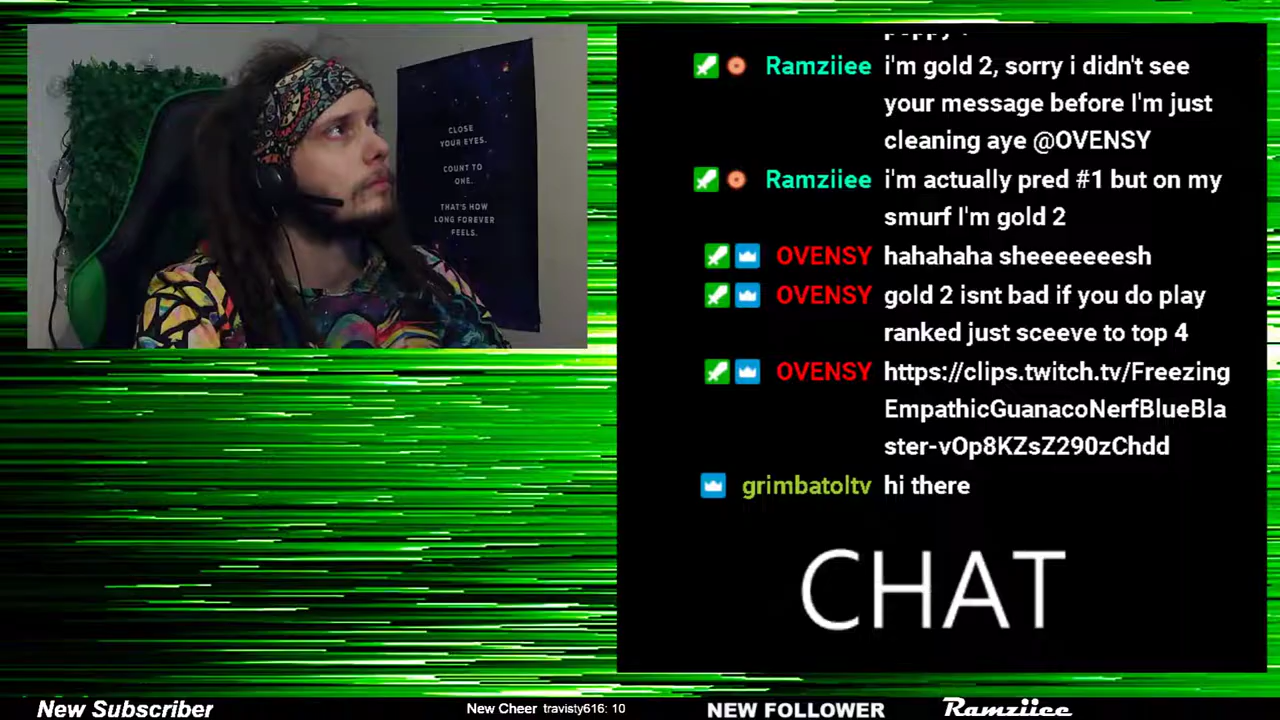 CLOSE
YOUR EYES.
COUNT TO
ONE.
THAT'S HOW
LONG FOREVER
FEELS.
Ramziiee i'm gold 2, sorry i didn't see
your message before I'm just
cleaning aye @OVENSY
Ramziiee i'm actually pred #1 but on my
smurf I'm gold 2
OVENSY hahahaha sheeeeeeesh
OVENSY gold 2 isnt bad if you do play
ranked just sceeve to top 4
OVENSY https://clips.twitch.tv/Freezing
EmpathicGuanacoNerfBlueBla
ster-vOp8KZsZ290zChdd
grimbatoltv hi there
CHAT
New Subscriber New Cheer travisty616: 10 NEW FOLLOWER Ramziiee